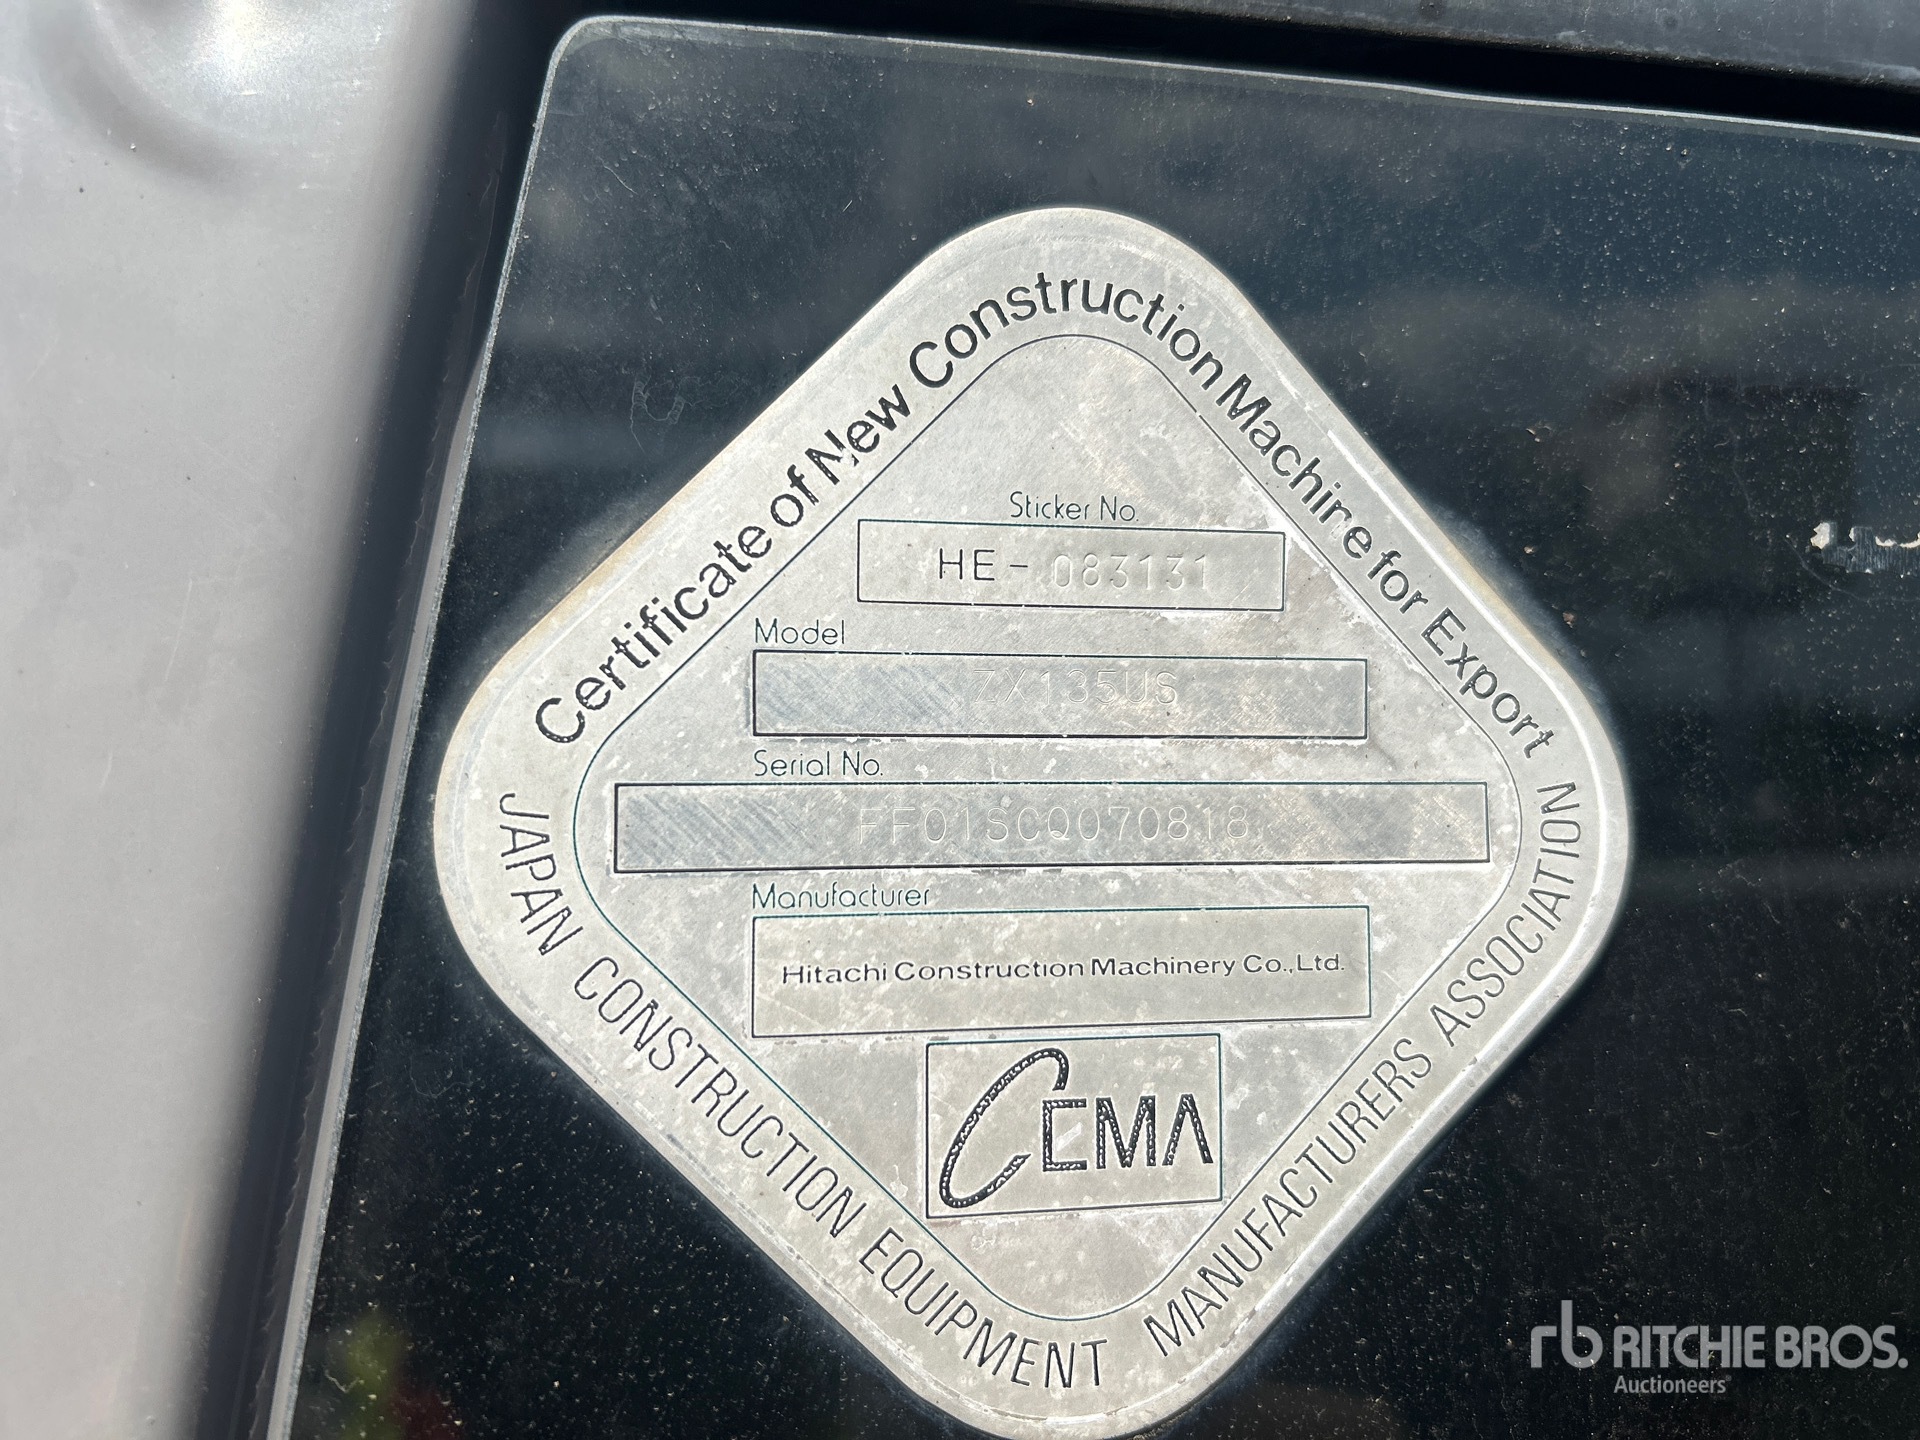 Certificate of New Construction Machine for Export
Sticker No.
HE- 083131
Model
ZX135US
Serial No.
FF01SCQ070818
Manufacturer
Hitachi Construction Machinery Co.,Ltd.
CEMA
JAPAN CONSTRUCTION EQUIPMENT MANUFACTURERS ASSOCIATION
rb RITCHIE BROS.
Auctioneers